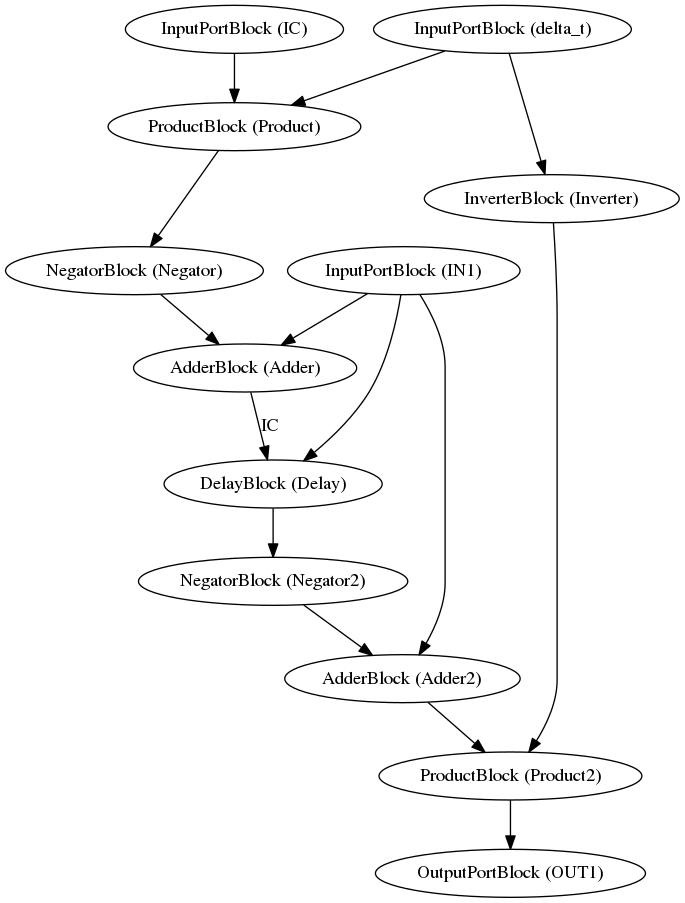 InputPortBlock (IC)
InputPortBlock (delta_t)
ProductBlock (Product)
InverterBlock (Inverter)
NegatorBlock (Negator)
InputPortBlock (IN1)
AdderBlock (Adder)
IC
DelayBlock (Delay)
NegatorBlock (Negator2)
AdderBlock (Adder2)
ProductBlock (Product2)
OutputPortBlock (OUT1)